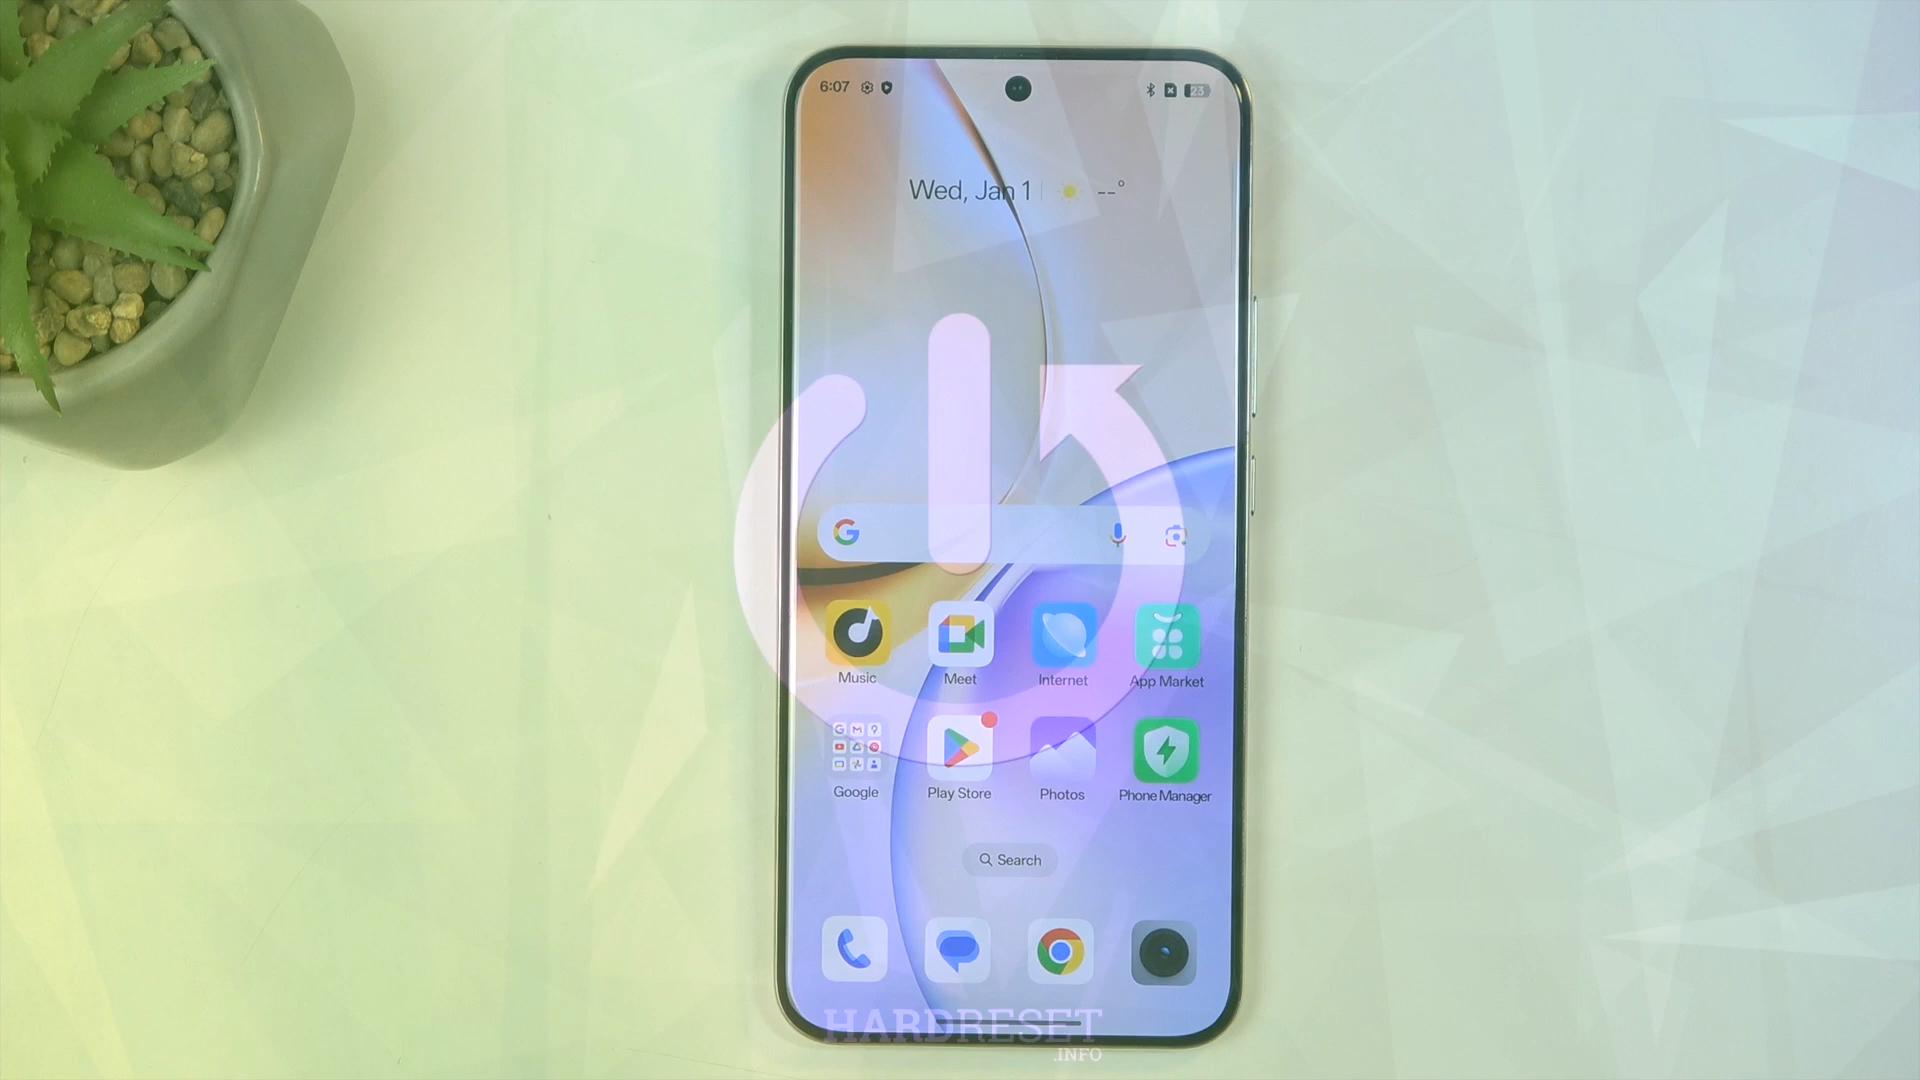 6:07
23
Wed, Jan 1 | --°
Music
Meet
Internet
App Market
Google
Play Store
Photos
Phone Manager
Search
HARDRESET
.INFO